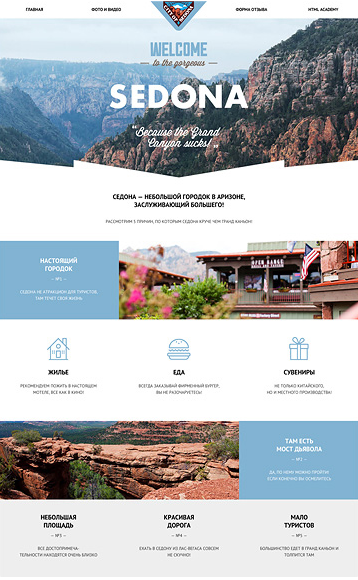 ГЛАВНАЯ
ФОТО И ВИДЕО
ФОРМА ОТЗЫВА
HTML ACADEMY
WELCOME
— to the gorgeous —
SEDONA
“Because the Grand
Canyon sucks!”
СЕДОНА — НЕБОЛЬШОЙ ГОРОДОК В АРИЗОНЕ,
ЗАСЛУЖИВАЮЩИЙ БОЛЬШЕГО!
РАССМОТРИМ 5 ПРИЧИН, ПО КОТОРЫМ СЕДОНА КРУЧЕ ЧЕМ ГРАНД КАНЬОН!
НАСТОЯЩИЙ
ГОРОДОК
— №1 —
СЕДОНА НЕ АТРАКЦИОН ДЛЯ ТУРИСТОВ,
ТАМ ТЕЧЕТ СВОЯ ЖИЗНЬ
ЖИЛЬЕ
РЕКОМЕНДУЕМ ПОЖИТЬ В НАСТОЯЩЕМ
МОТЕЛЕ, ВСЕ КАК В КИНО!
ЕДА
ВСЕГДА ЗАКАЗЫВАЙ ФИРМЕННЫЙ БУРГЕР,
ВЫ НЕ РАЗОЧАРУЕТЕСЬ!
СУВЕНИРЫ
НЕ ТОЛЬКО КИТАЙСКОГО,
НО И МЕСТНОГО ПРОИЗВОДСТВА!
ТАМ ЕСТЬ
МОСТ ДЬЯВОЛА
— №2 —
ДА, ПО НЕМУ МОЖНО ПРОЙТИ
ЕСЛИ КОНЕЧНО ВЫ ОСМЕЛИТЕСЬ
НЕБОЛЬШАЯ
ПЛОЩАДЬ
— №3 —
ВСЕ ДОСТОПРИМЕЧА-
ТЕЛЬНОСТИ НАХОДЯТСЯ ОЧЕНЬ БЛИЗКО
КРАСИВАЯ
ДОРОГА
— №4 —
ЕХАТЬ В СЕДОНУ ИЗ ЛАС-ВЕГАСА СОВСЕМ
НЕ СКУЧНО!
МАЛО
ТУРИСТОВ
— №5 —
БОЛЬШИНСТВО ЕДЕТ В ГРАНД КАНЬОН И
ТОЛПИТСЯ ТАМ